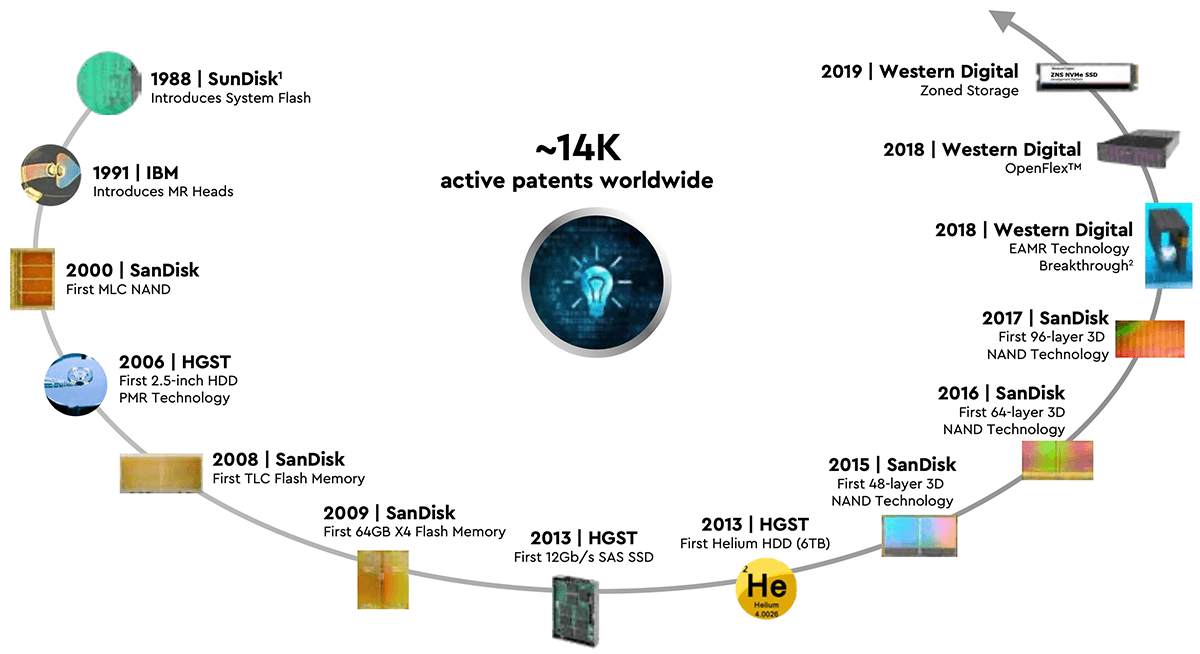 1988 | SunDisk¹
Introduces System Flash
1991 | IBM
Introduces MR Heads
2000 | SanDisk
First MLC NAND
2006 | HGST
First 2.5-inch HDD
PMR Technology
2008 | SanDisk
First TLC Flash Memory
2009 | SanDisk
First 64GB X4 Flash Memory
2013 | HGST
First 12Gb/s SAS SSD
2013 | HGST
First Helium HDD (6TB)
2
He
Helium
4.0026
2015 | SanDisk
First 48-layer 3D
NAND Technology
2016 | SanDisk
First 64-layer 3D
NAND Technology
2017 | SanDisk
First 96-layer 3D
NAND Technology
2018 | Western Digital
EAMR Technology
Breakthrough²
2018 | Western Digital
OpenFlex™
2019 | Western Digital
Zoned Storage
ZNS NVMe SSD
~14K
active patents worldwide